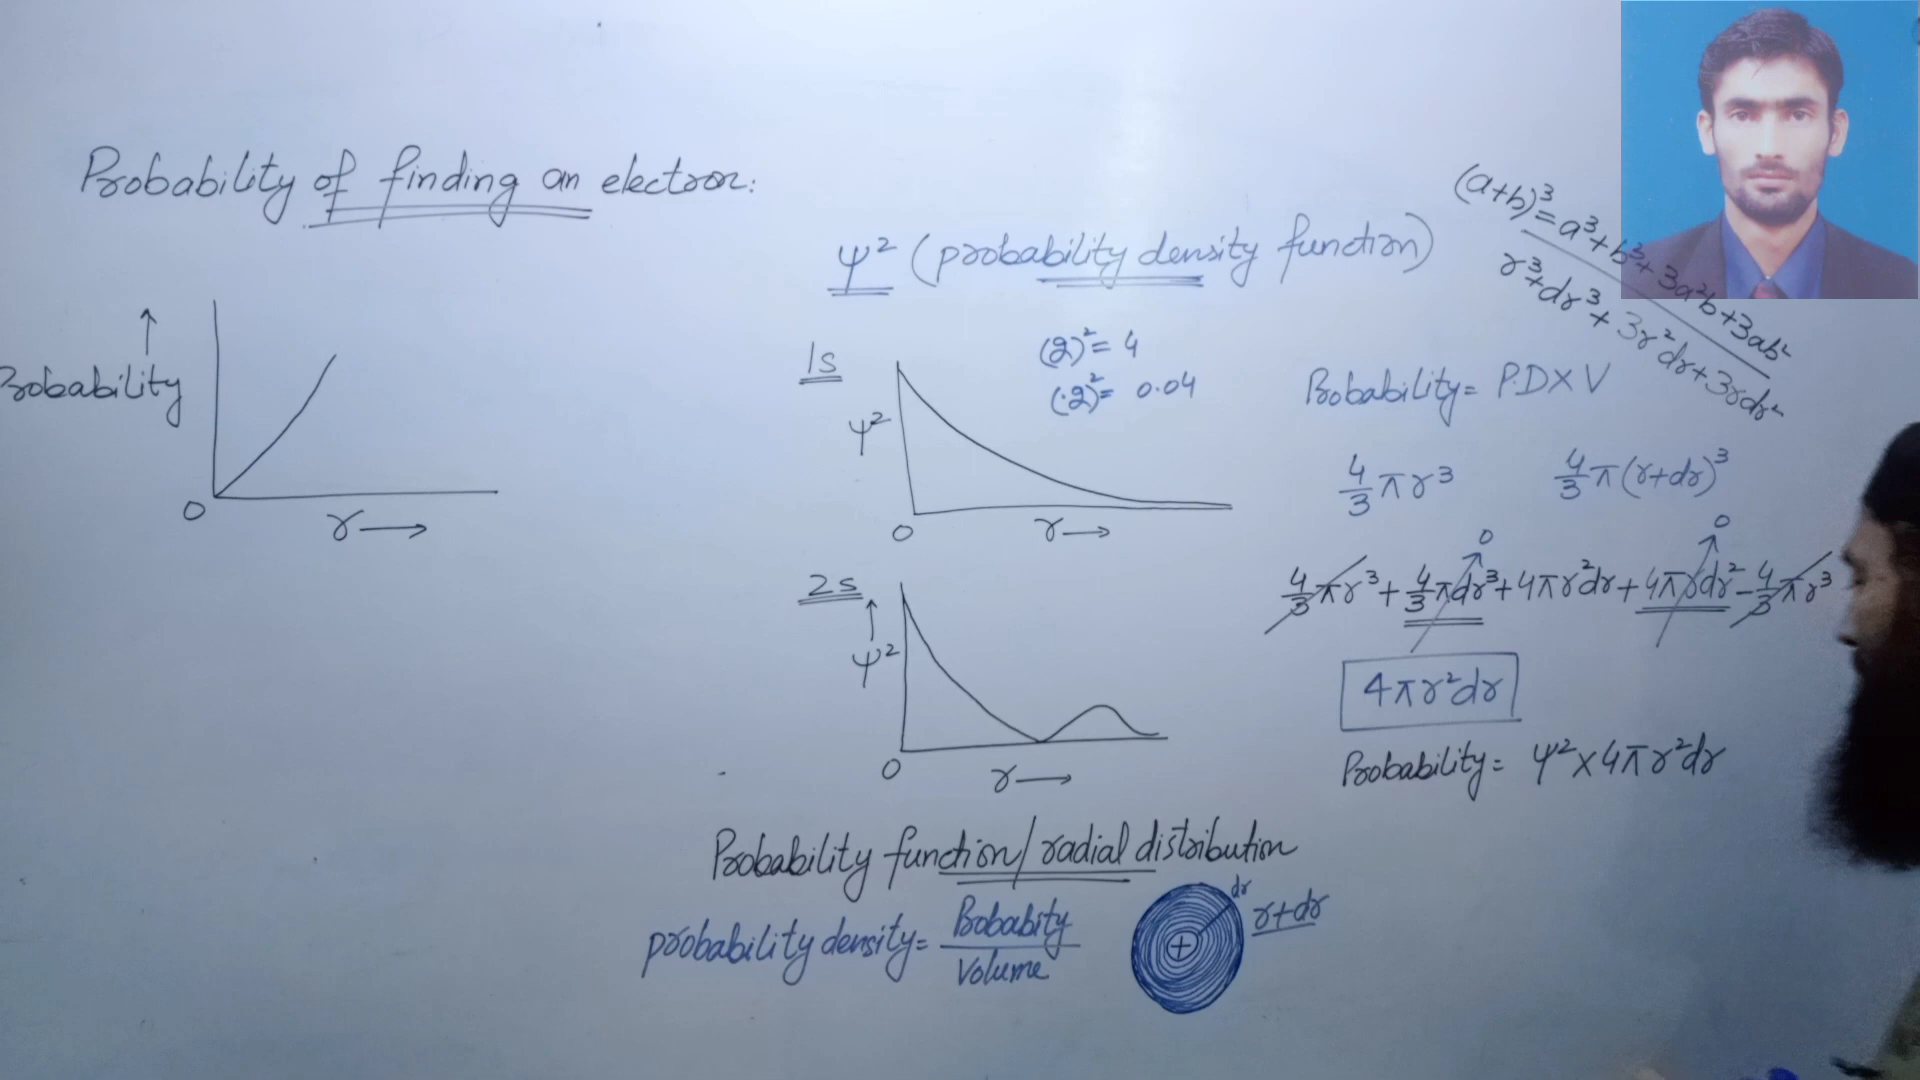 Probability of finding an electron:
Probability
0
r
ψ² (probability density function)
1s
(2)² = 4
(.2)² = 0.04
ψ²
0
r
2s
ψ²
0
r
(a+b)³ = a³+b³+3a²b+3ab²
r³+dr³+3r²dr+3rdr²
Probability = P.D X V
4/3 πr³
4/3 π(r+dr)³
0
0
4/3 πr³ + 4/3 πdr³ + 4πr²dr + 4πrdr² - 4/3 πr³
4πr²dr
Probability = ψ² x 4πr²dr
Probability function/radial distribution
probability density = Probabity / Volume
dr
+
r+dr